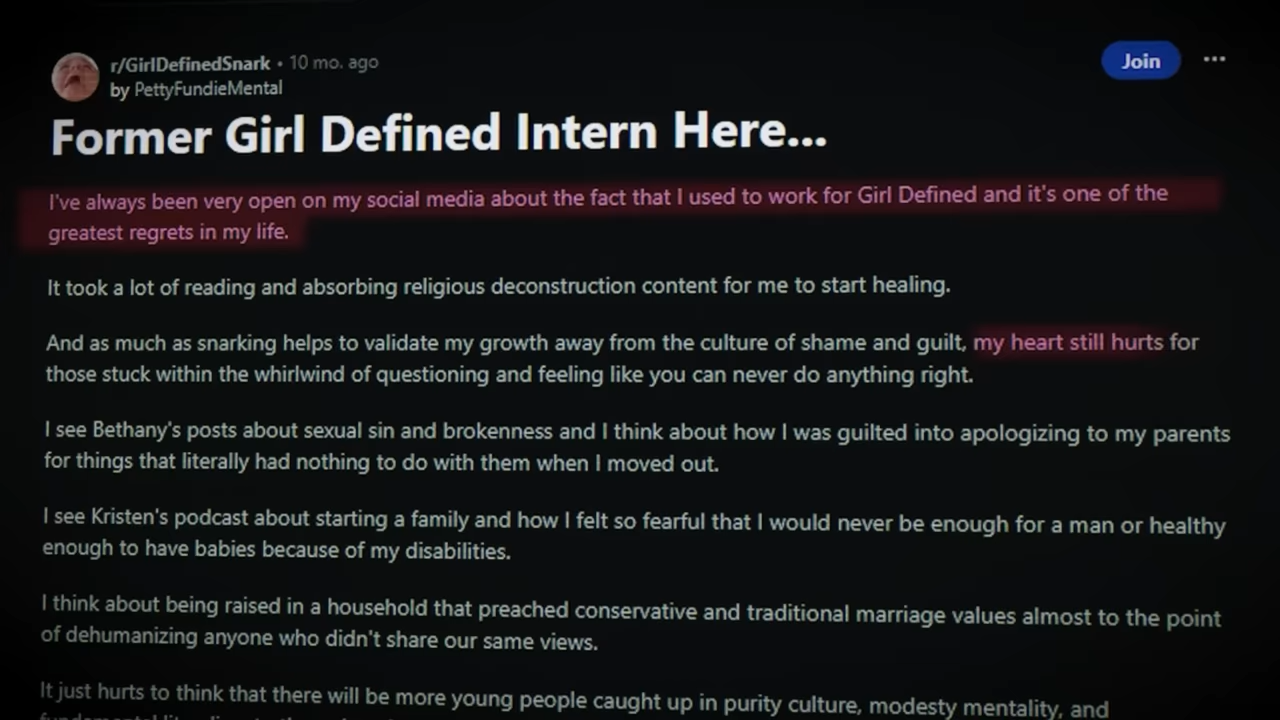 r/GirlDefinedSnark • 10 mo. ago
Join
by PettyFundieMental
Former Girl Defined Intern Here...
I've always been very open on my social media about the fact that I used to work for Girl Defined and it's one of the
greatest regrets in my life.
It took a lot of reading and absorbing religious deconstruction content for me to start healing.
And as much as snarking helps to validate my growth away from the culture of shame and guilt, my heart still hurts for
those stuck within the whirlwind of questioning and feeling like you can never do anything right.
I see Bethany's posts about sexual sin and brokenness and I think about how I was guilted into apologizing to my parents
for things that literally had nothing to do with them when I moved out.
I see Kristen's podcast about starting a family and how I felt so fearful that I would never be enough for a man or healthy
enough to have babies because of my disabilities.
I think about being raised in a household that preached conservative and traditional marriage values almost to the point
of dehumanizing anyone who didn't share our same views.
It just hurts to think that there will be more young people caught up in purity culture, modesty mentality, and